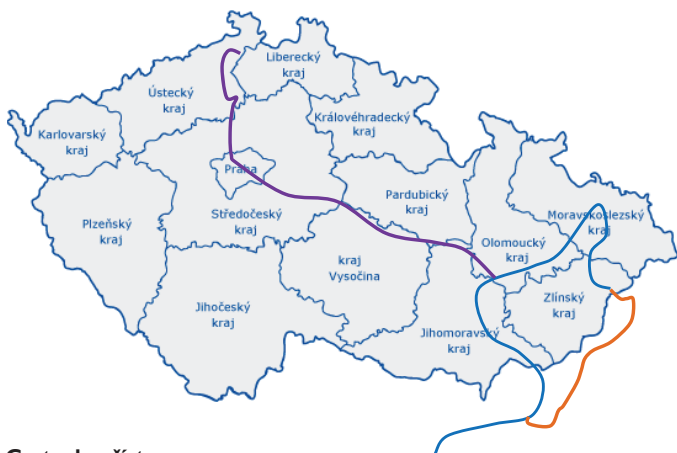 Liberecký
kraj
Ústecký
kraj
Karlovarský
kraj
Královéhradecký
kraj
Praha
Pardubický
kraj
Středočeský
kraj
Plzeňský
kraj
Moravskoslezský
kraj
Olomoucký
kraj
kraj
Vysočina
Zlínský
kraj
Jihočeský
kraj
Jihomoravský
kraj